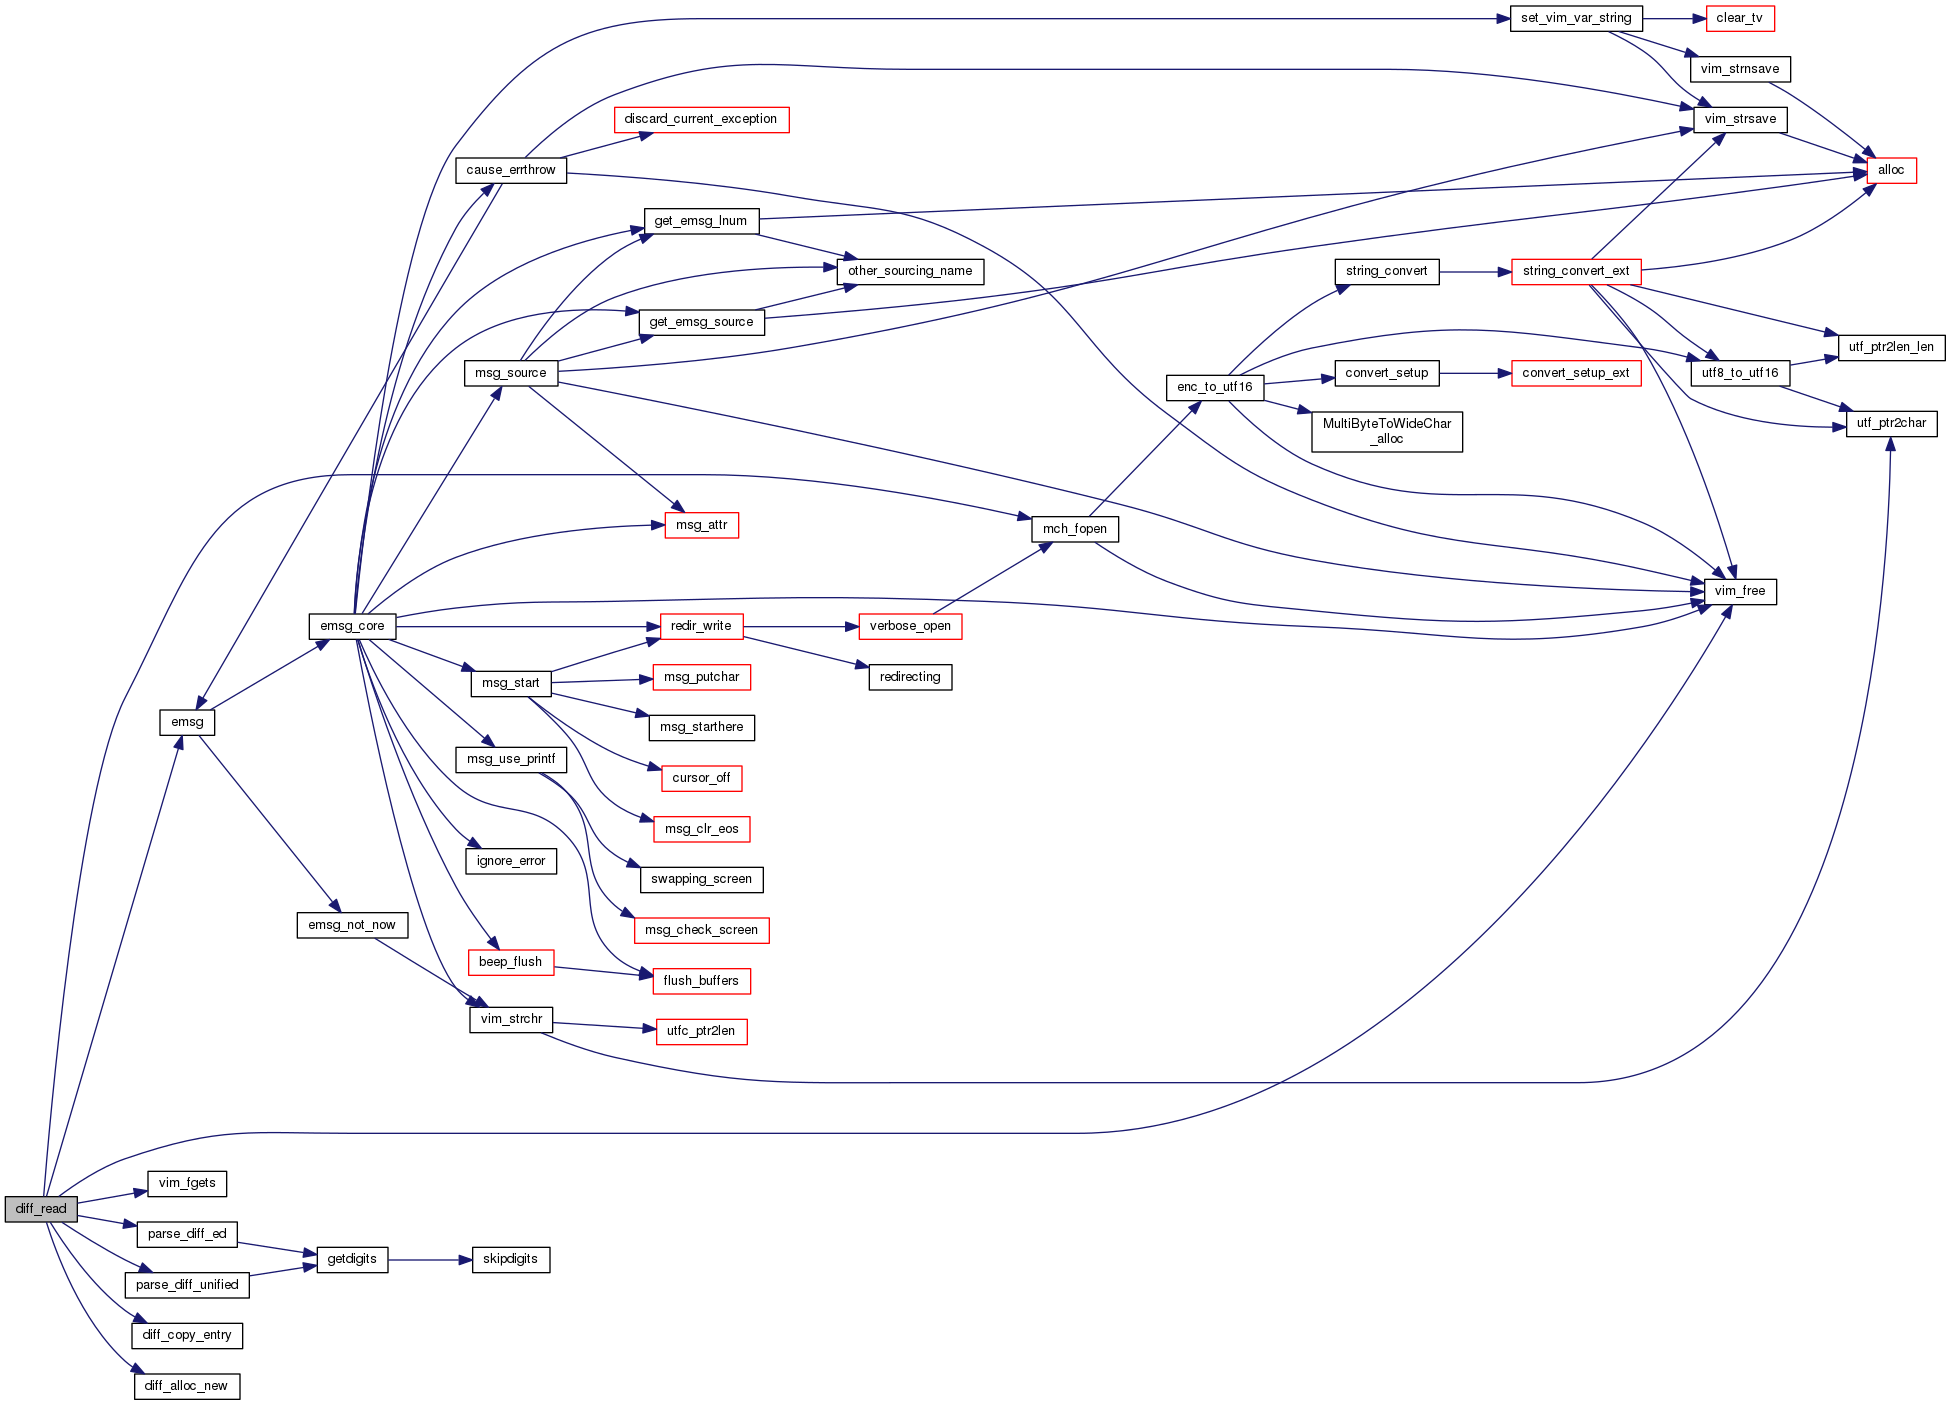 set_vim_var_string
clear_tv
vim_strnsave
discard_current_exception
vim_strsave
cause_errthrow
alloc
get_emsg_lnum
other_sourcing_name
string_convert
string_convert_ext
get_emsg_source
utf_ptr2len_len
msg_source
enc_to_utf16
convert_setup
convert_setup_ext
utf8_to_utf16
utf_ptr2char
MultiByteToWideChar
_alloc
msg_attr
mch_fopen
vim_free
emsg_core
redir_write
verbose_open
msg_start
msg_putchar
redirecting
emsg
msg_starthere
msg_use_printf
cursor_off
msg_clr_eos
ignore_error
swapping_screen
emsg_not_now
msg_check_screen
beep_flush
flush_buffers
vim_strchr
utfc_ptr2len
vim_fgets
diff_read
parse_diff_ed
getdigits
skipdigits
parse_diff_unified
diff_copy_entry
diff_alloc_new